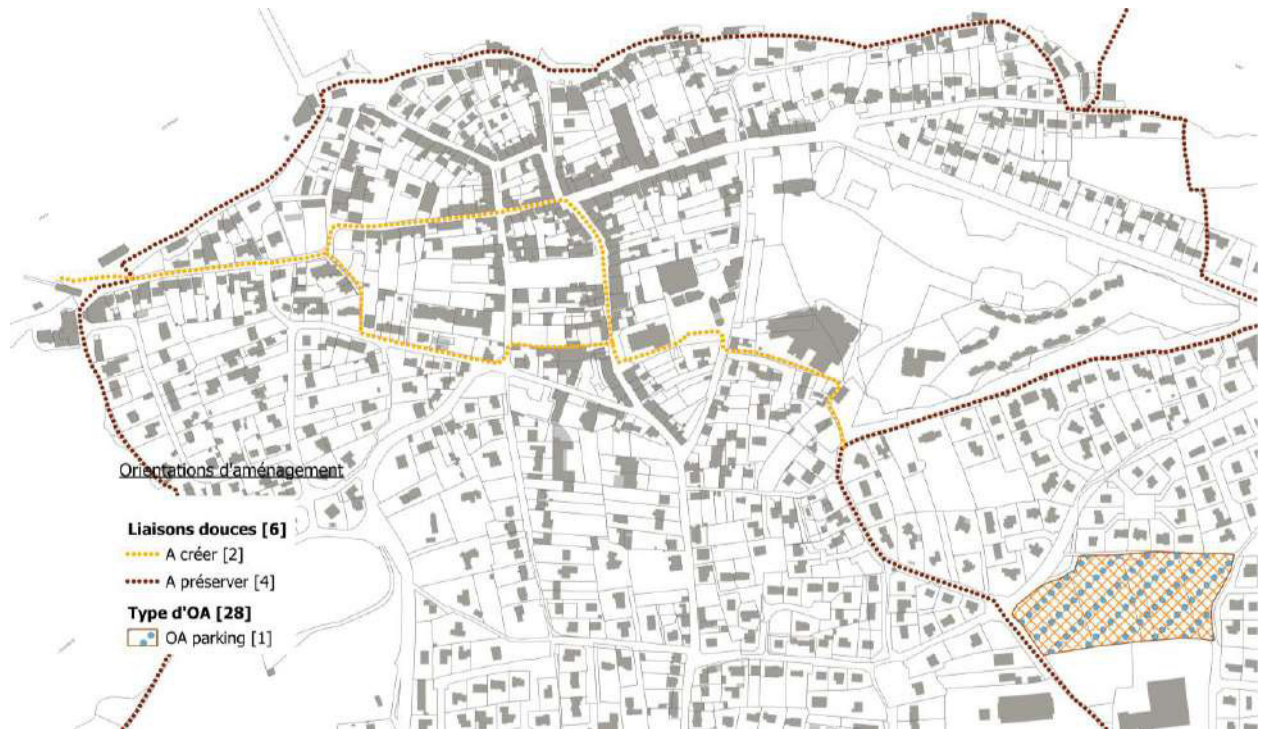 Orientations d'aménagement
Liaisons douces [6]
A créer [2]
A préserver [4]
Type d'OA [28]
OA parking [1]